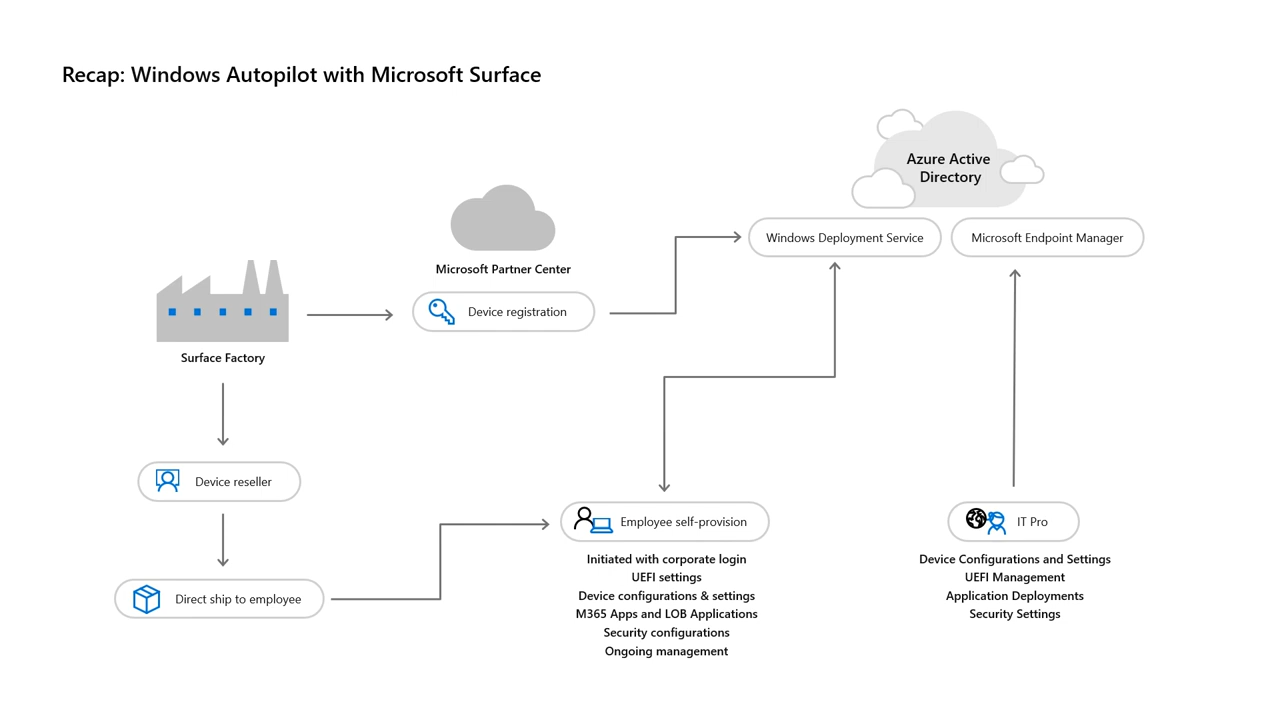 Recap: Windows Autopilot with Microsoft Surface
Azure Active
Directory
Windows Deployment Service
Microsoft Endpoint Manager
Microsoft Partner Center
Device registration
Surface Factory
Device reseller
Direct ship to employee
Employee self-provision
Initiated with corporate login
UEFI settings
Device configurations & settings
M365 Apps and LOB Applications
Security configurations
Ongoing management
IT Pro
Device Configurations and Settings
UEFI Management
Application Deployments
Security Settings